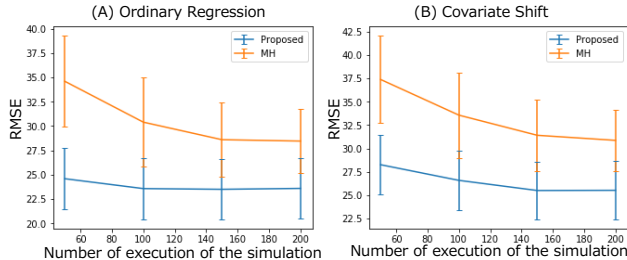 (A) Ordinary Regression
40.0
37.5
35.0
32.5
30.0
27.5
25.0
22.5
20.0
RMSE
Proposed
MH
60 80 100 120 140 160 180 200
Number of execution of the simulation
(B) Covariate Shift
42.5
40.0
37.5
35.0
32.5
30.0
27.5
25.0
22.5
RMSE
Proposed
MH
60 80 100 120 140 160 180 200
Number of execution of the simulation